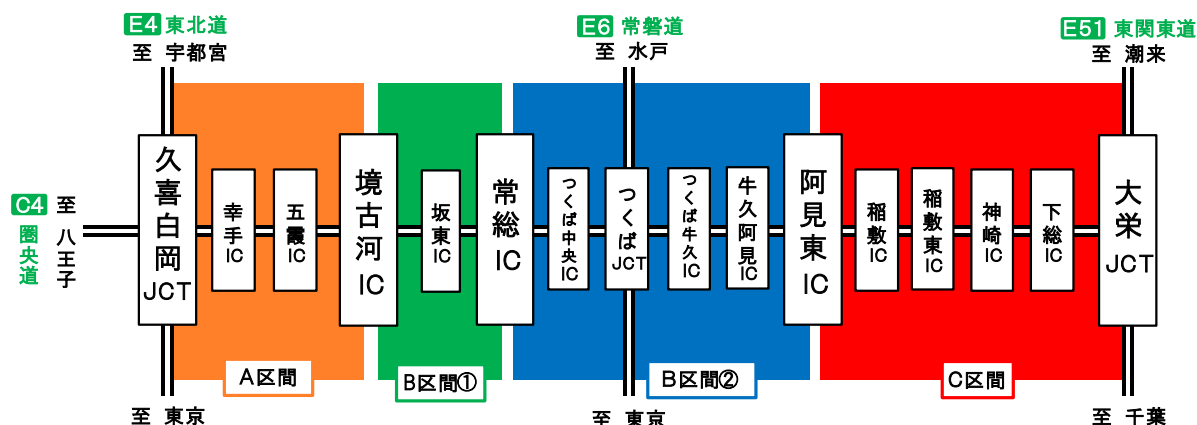 E4 東北道
至 宇都宮
E6 常磐道
至 水戸
E51 東関東道
至 潮来
C4 至八王子
圏央道
久喜白岡JCT
幸手IC
五霞IC
境古河IC
坂東IC
常総IC
つくば中央IC
つくばJCT
つくば牛久IC
牛久阿見IC
阿見東IC
稲敷IC
稲敷東IC
神崎IC
下総IC
大栄JCT
A区間
B区間①
B区間②
C区間
至 東京
至 東京
至 千葉